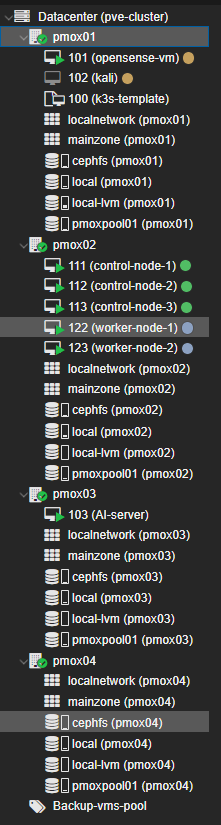 Datacenter (pve-cluster)
pmox01
101 (opensense-vm)
102 (kali)
100 (k3s-template)
localnetwork (pmox01)
mainzone (pmox01)
cephfs (pmox01)
local (pmox01)
local-lvm (pmox01)
pmoxpool01 (pmox01)
pmox02
111 (control-node-1)
112 (control-node-2)
113 (control-node-3)
122 (worker-node-1)
123 (worker-node-2)
localnetwork (pmox02)
mainzone (pmox02)
cephfs (pmox02)
local (pmox02)
local-lvm (pmox02)
pmoxpool01 (pmox02)
pmox03
103 (AI-server)
localnetwork (pmox03)
mainzone (pmox03)
cephfs (pmox03)
local (pmox03)
local-lvm (pmox03)
pmoxpool01 (pmox03)
pmox04
localnetwork (pmox04)
mainzone (pmox04)
cephfs (pmox04)
local (pmox04)
local-lvm (pmox04)
pmoxpool01 (pmox04)
Backup-vms-pool